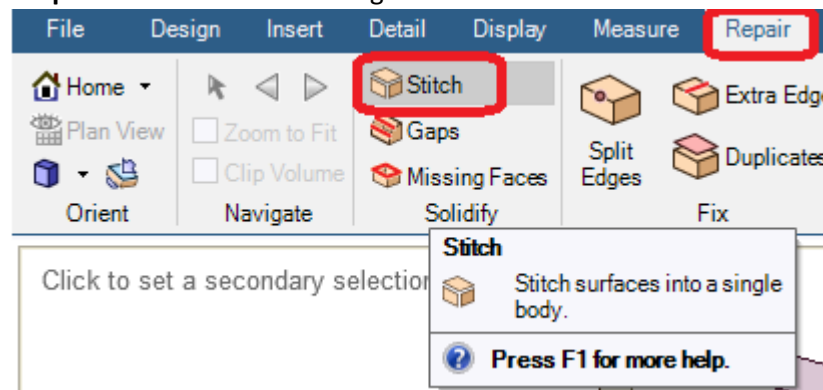 File Design Insert Detail Display Measure Repair
Home Stitch Extra Edg
Plan View Zoom to Fit Gaps Split Edges Duplicates
Clip Volume Missing Faces
Orient Navigate Solidify Fix
Stitch
Click to set a secondary selection
Stitch surfaces into a single
body.
Press F1 for more help.